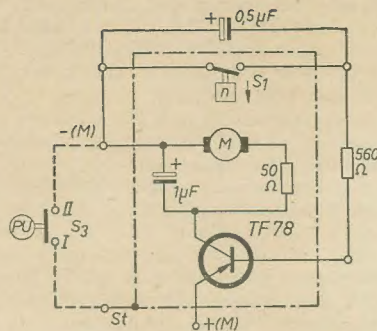 + 0,5µF
n S1
-(M)
+ M
1µF
50 Ω
560 Ω
TF 78
PU II S3
I
St
+(M)